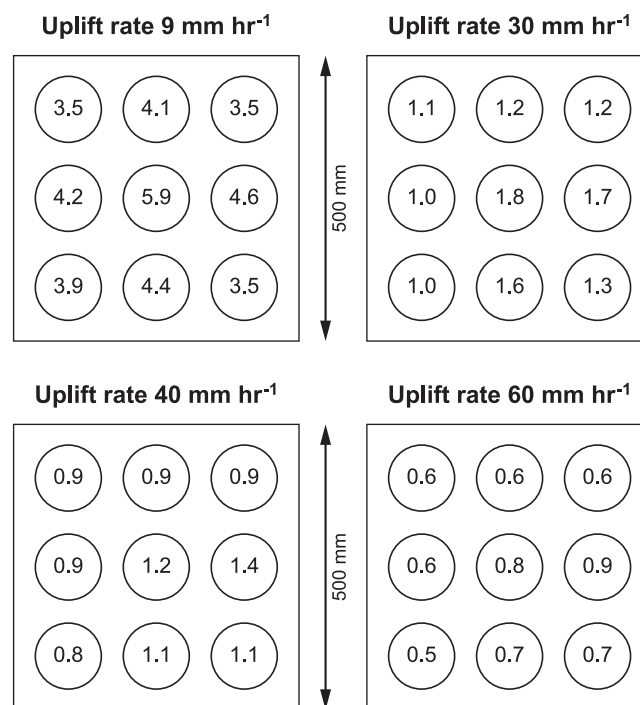 Uplift rate 9 mm hr⁻¹ Uplift rate 30 mm hr⁻¹
3.5 4.1 3.5 1.1 1.2 1.2
4.2 5.9 4.6 500 mm 1.0 1.8 1.7
3.9 4.4 3.5 1.0 1.6 1.3
Uplift rate 40 mm hr⁻¹ Uplift rate 60 mm hr⁻¹
0.9 0.9 0.9 0.6 0.6 0.6
0.9 1.2 1.4 500 mm 0.6 0.8 0.9
0.8 1.1 1.1 0.5 0.7 0.7